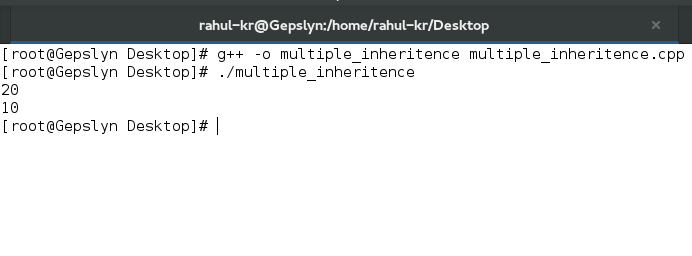 rahul-kr@Gepslyn:/home/rahul-kr/Desktop ×
[root@Gepslyn Desktop]# g++ -o multiple_inheritence multiple_inheritence.cpp
[root@Gepslyn Desktop]# ./multiple_inheritence
20
10
[root@Gepslyn Desktop]#